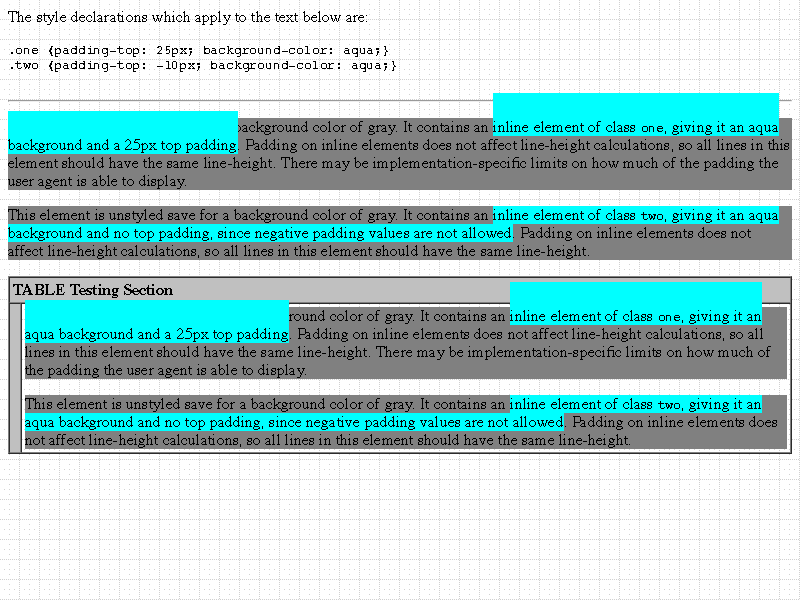 The style declarations which apply to the text below are:
.one {padding-top: 25px; background-color: aqua;}
.two {padding-top: -10px; background-color: aqua;}
background color of gray. It contains an inline element of class one, giving it an aqua
background and a 25px top padding. Padding on inline elements does not affect line-height calculations, so all lines in this
element should have the same line-height. There may be implementation-specific limits on how much of the padding the
user agent is able to display.
This element is unstyled save for a background color of gray. It contains an inline element of class two, giving it an aqua
background and no top padding, since negative padding values are not allowed. Padding on inline elements does not
affect line-height calculations, so all lines in this element should have the same line-height.
TABLE Testing Section
color of gray. It contains an inline element of class one, giving it an
aqua background and a 25px top padding. Padding on inline elements does not affect line-height calculations, so all
lines in this element should have the same line-height. There may be implementation-specific limits on how much of
the padding the user agent is able to display.
This element is unstyled save for a background color of gray. It contains an inline element of class two, giving it an
aqua background and no top padding, since negative padding values are not allowed. Padding on inline elements does
not affect line-height calculations, so all lines in this element should have the same line-height.